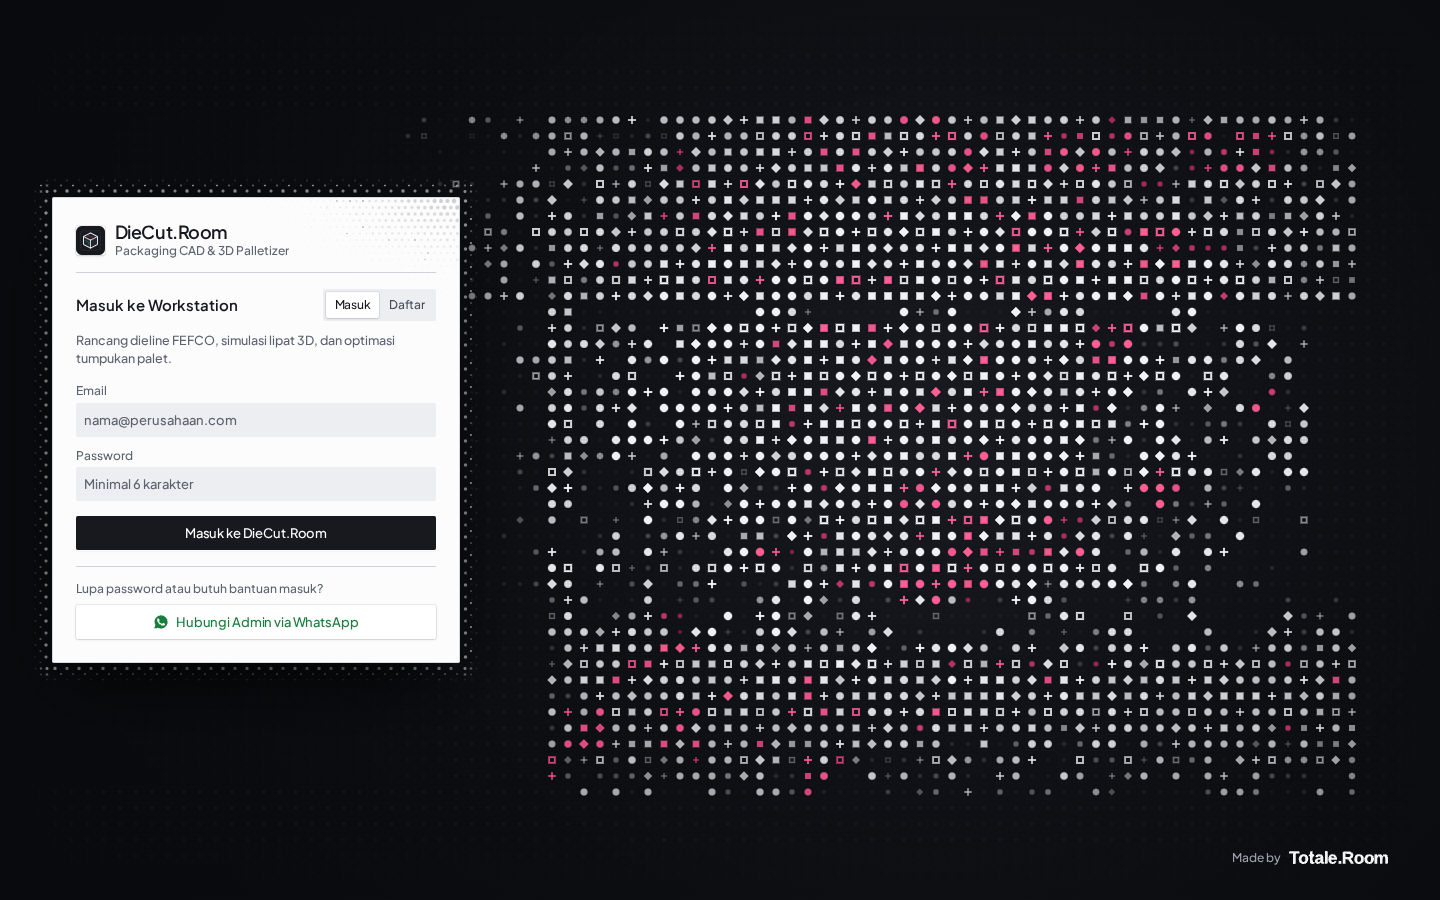 DieCut.Room
Packaging CAD & 3D Palletizer
Masuk ke Workstation
Masuk
Daftar
Rancang dieline FEFCO, simulasi lipat 3D, dan optimasi
tumpukan palet.
Email
nama@perusahaan.com
Password
Minimal 6 karakter
Masuk ke DieCut.Room
Lupa password atau butuh bantuan masuk?
Hubungi Admin via WhatsApp
Made by Totale.Room